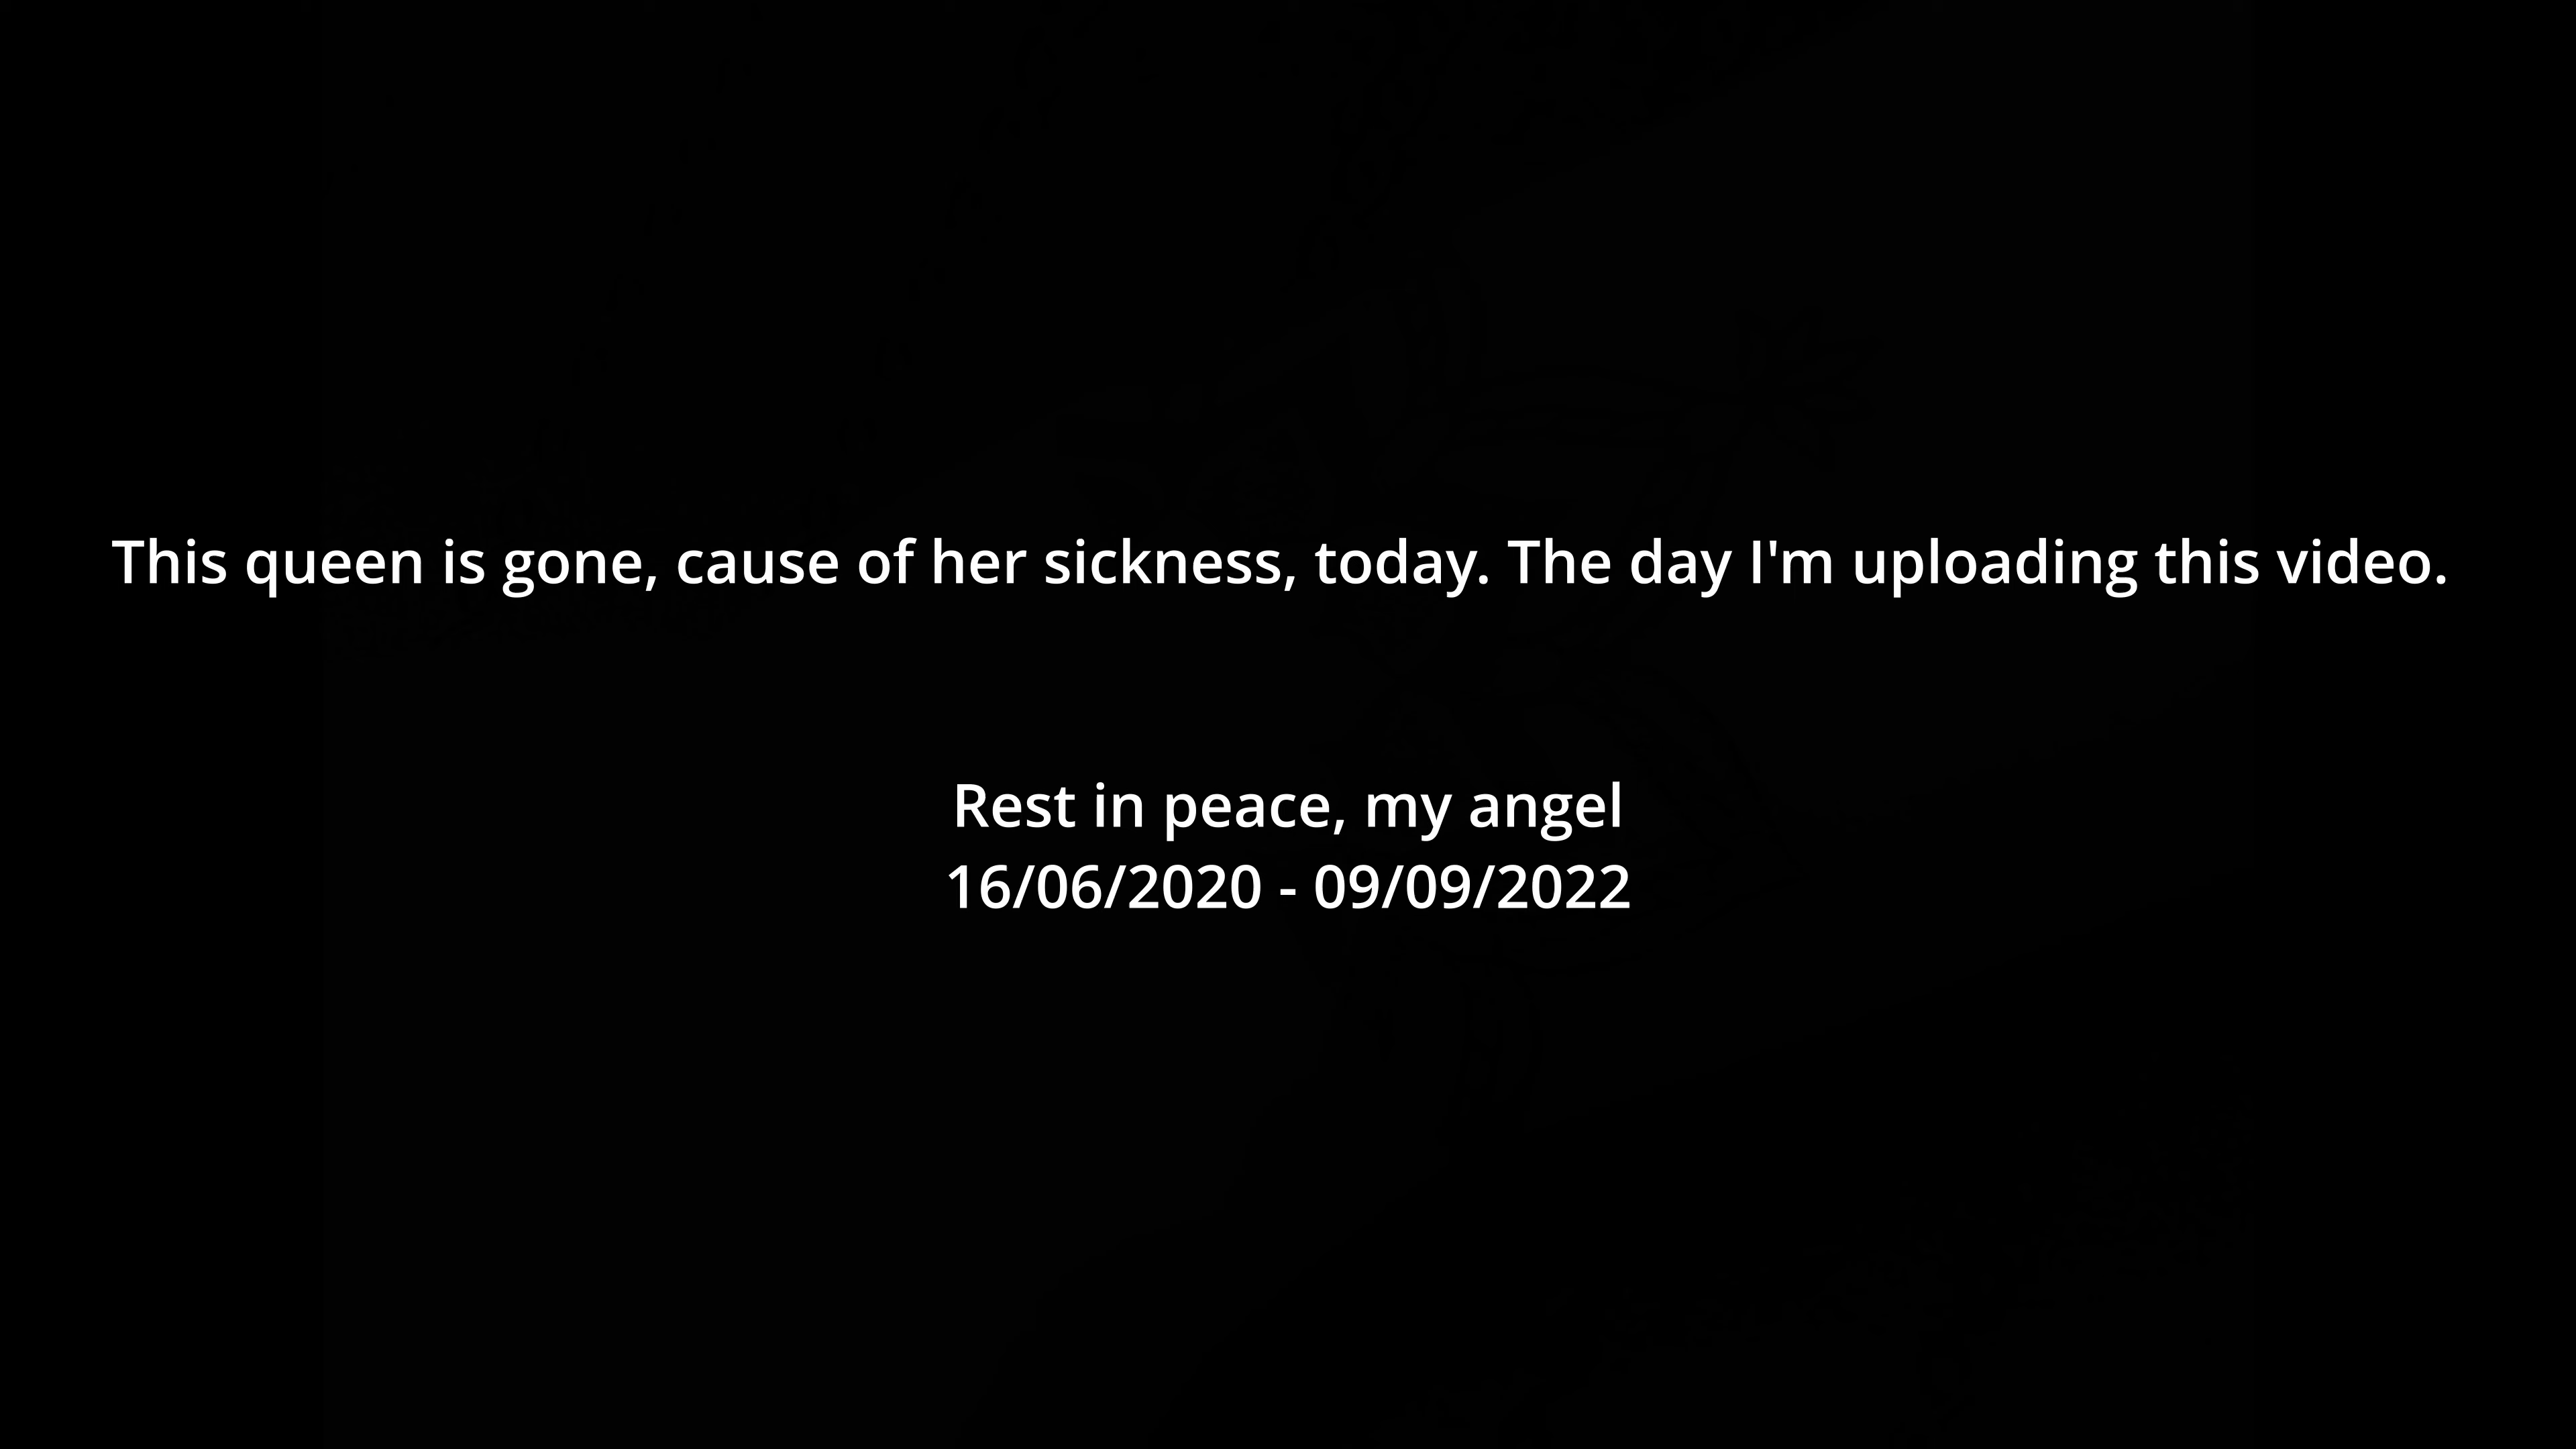 This queen is gone, cause of her sickness, today. The day I'm uploading this video.
Rest in peace, my angel
16/06/2020 - 09/09/2022